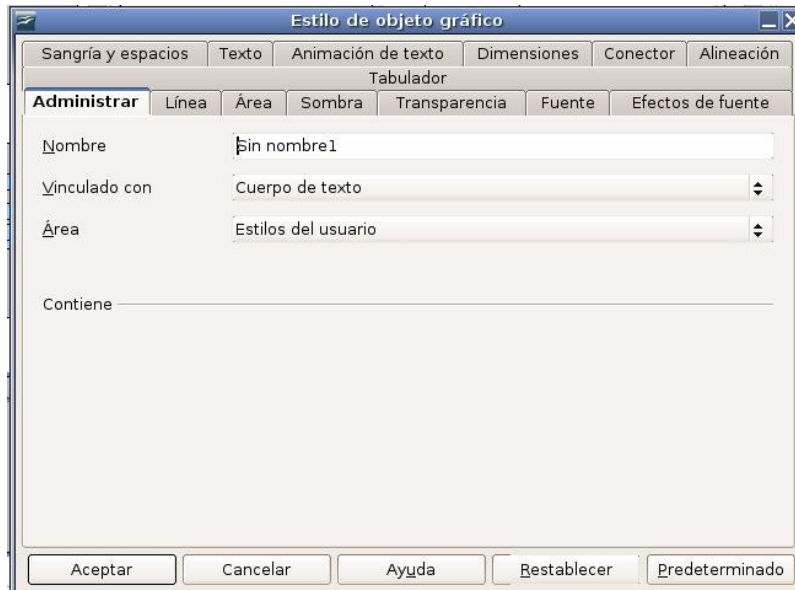 Estilo de objeto gráfico
Sangría y espacios Texto Animación de texto Dimensiones Conector Alineación
Tabulador
Administrar Línea Área Sombra Transparencia Fuente Efectos de fuente
Nombre Sin nombre1
Vinculado con Cuerpo de texto
Área Estilos del usuario
Contiene
Aceptar Cancelar Ayuda Restablecer Predeterminado